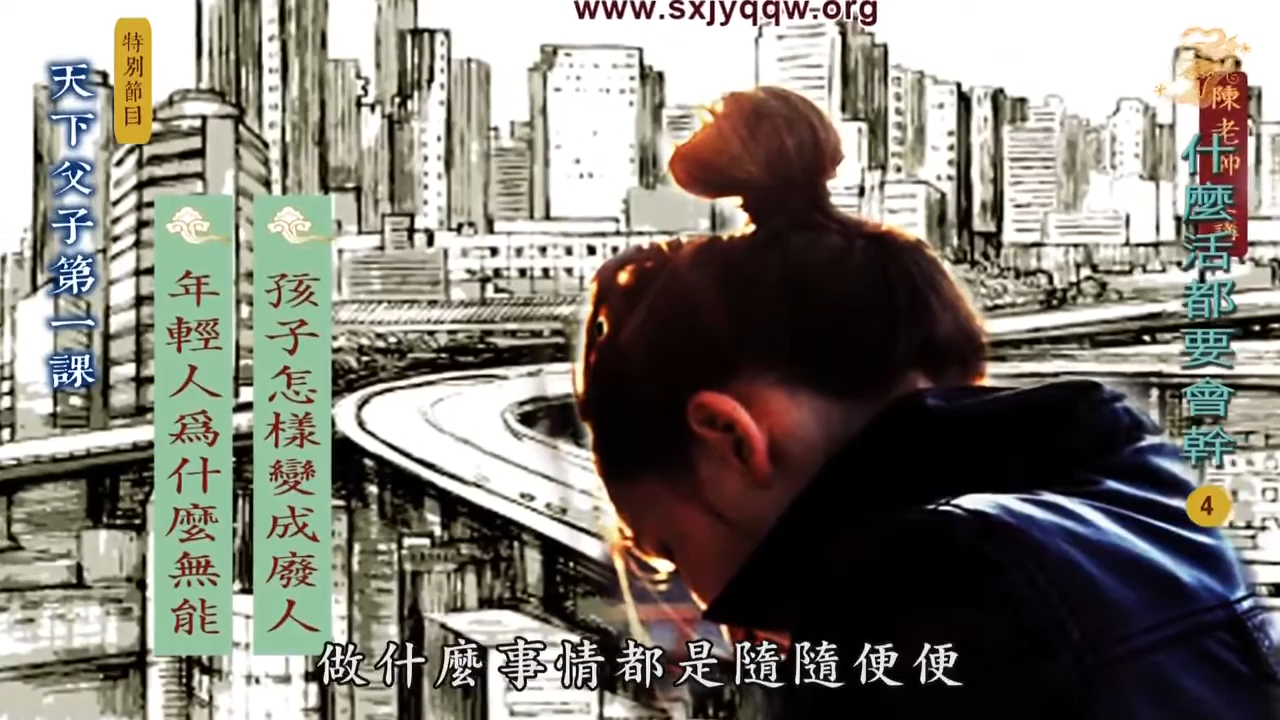 www.sxjyqqw.org
特別節目
天下父子第一課
陳老師
講
什麼活都要會幹
4
孩子怎樣變成廢人
年輕人爲什麼無能
做什麼事情都是隨隨便便